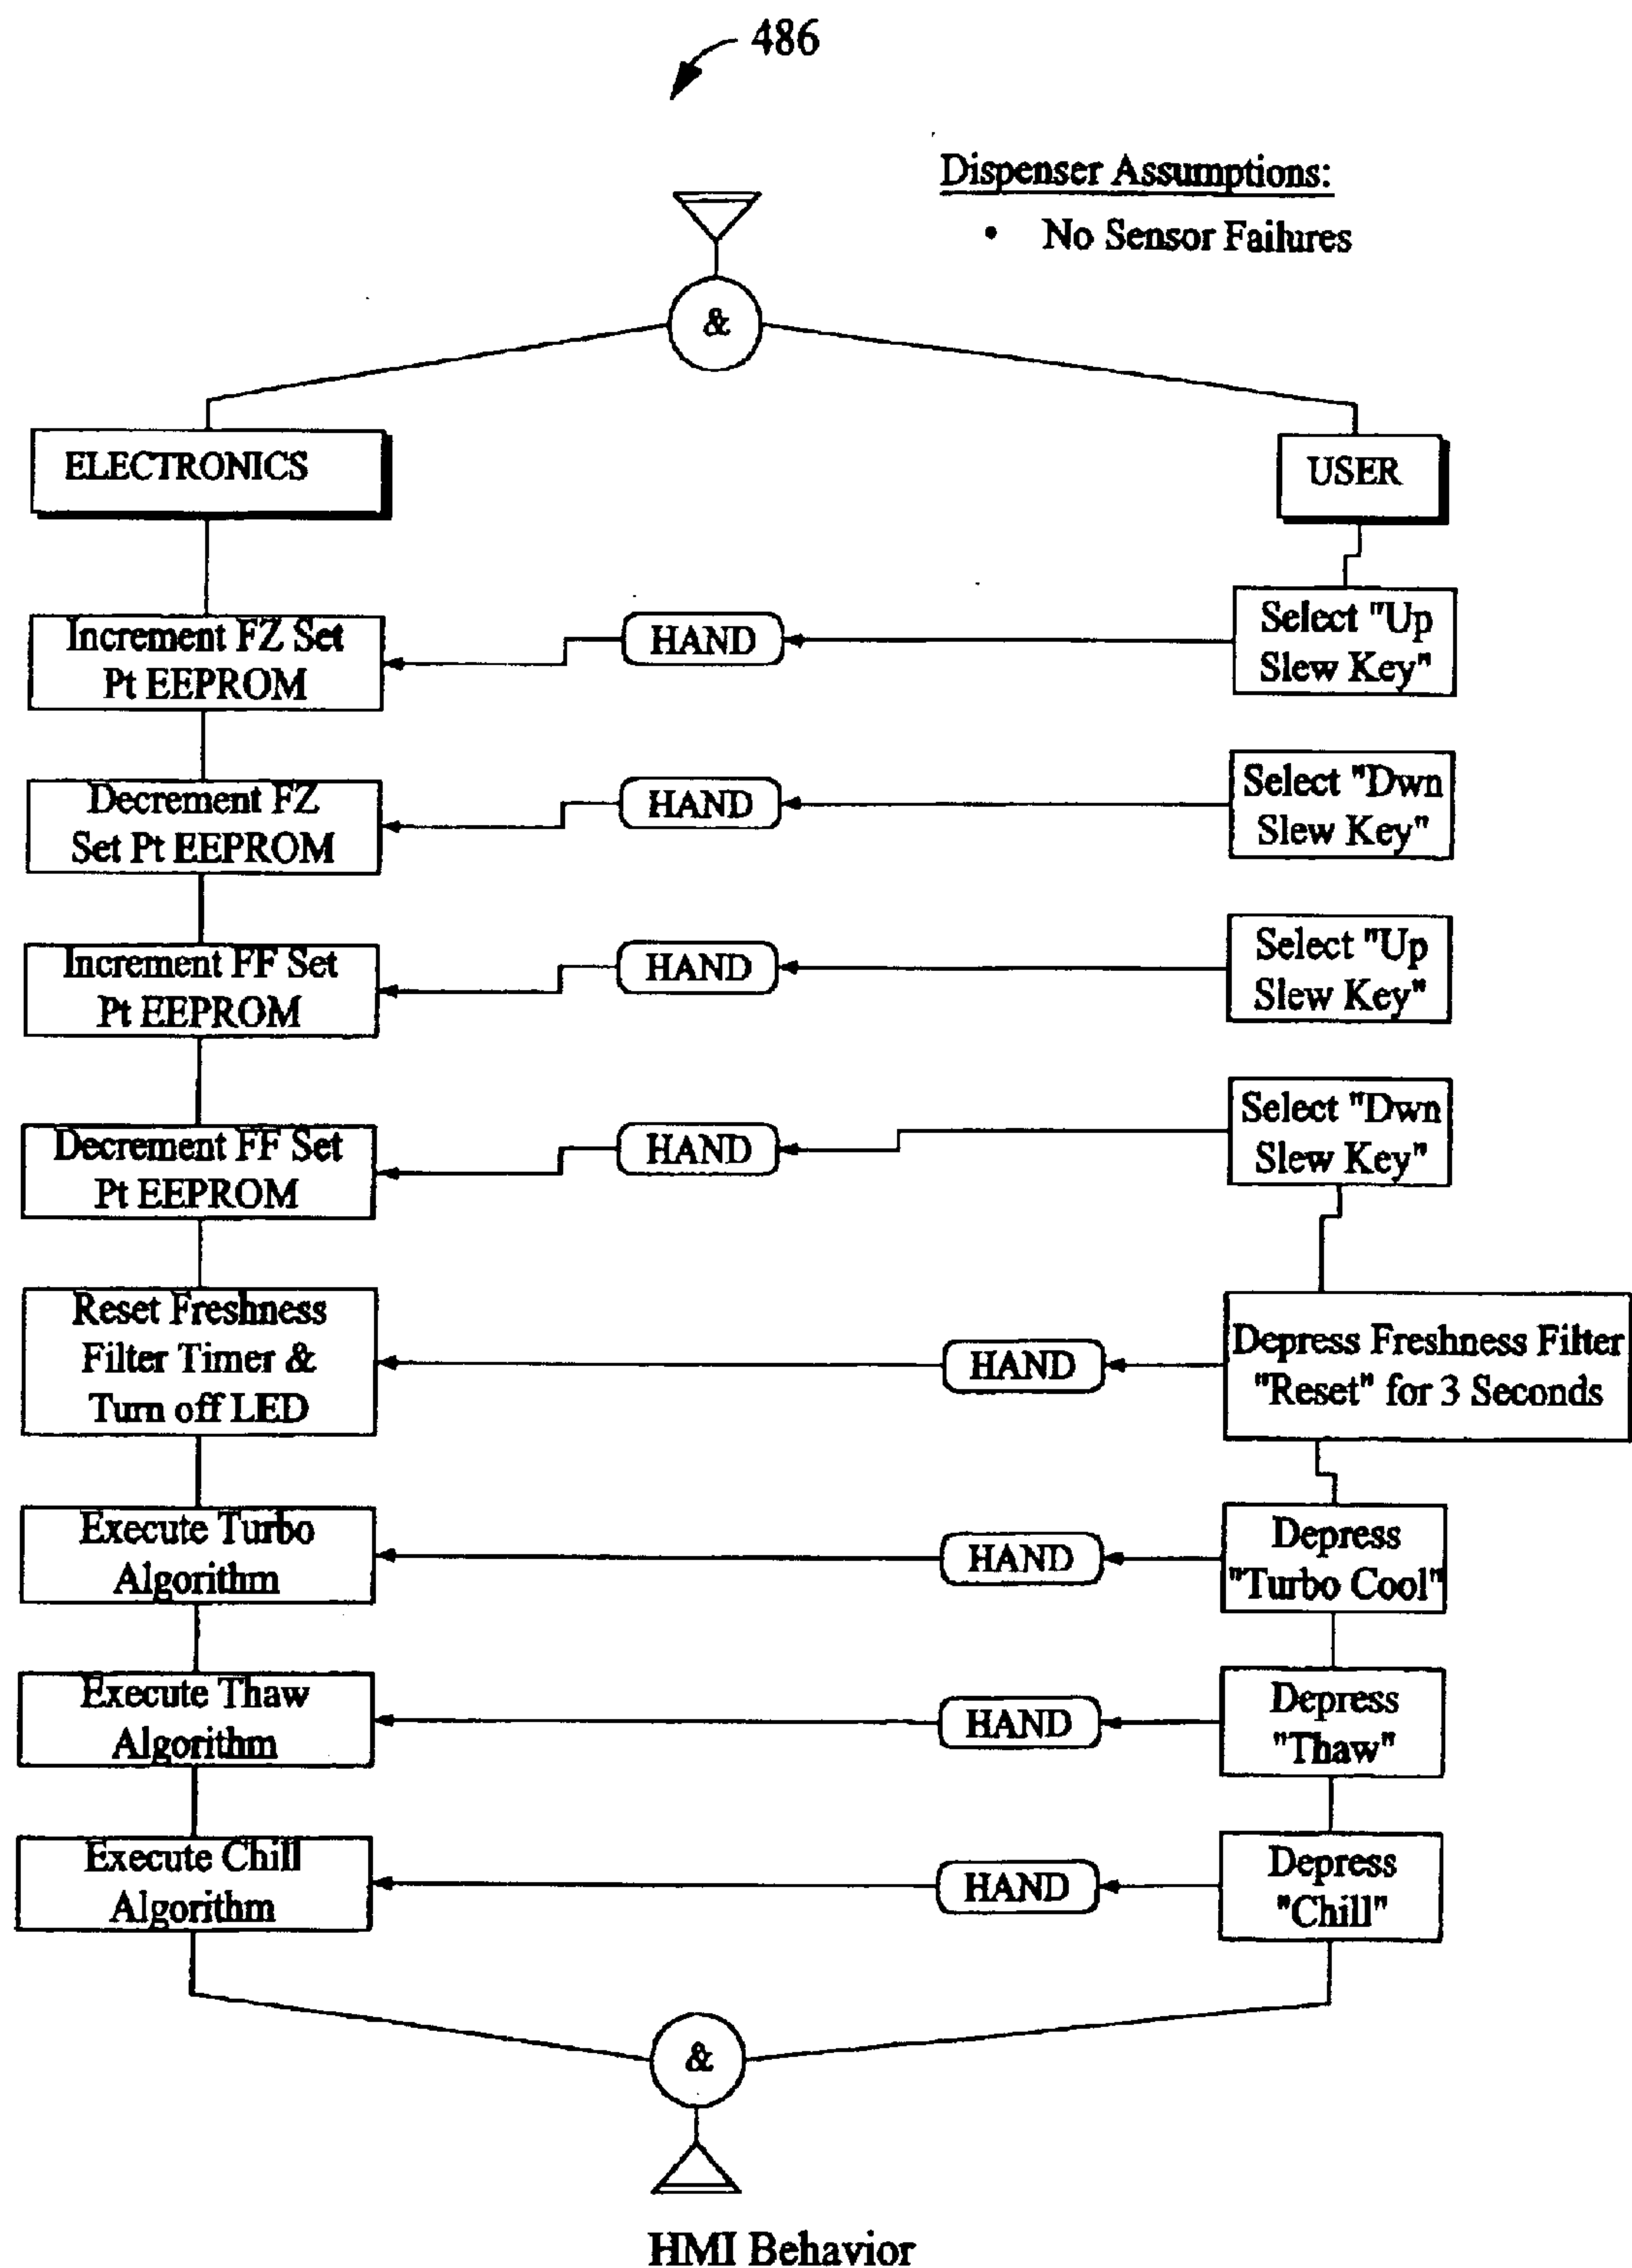 486
Dispenser Assumptions:
• No Sensor Failures
&
ELECTRONICS
USER
Increment FZ Set
Pt EEPROM
HAND
Select "Up
Slew Key"
Decrement FZ
Set Pt EEPROM
HAND
Select "Dwn
Slew Key"
Increment FF Set
Pt EEPROM
HAND
Select "Up
Slew Key"
Decrement FF Set
Pt EEPROM
HAND
Select "Dwn
Slew Key"
Reset Freshness
Filter Timer &
Turn off LED
HAND
Depress Freshness Filter
"Reset" for 3 Seconds
Execute Turbo
Algorithm
HAND
Depress
"Turbo Cool"
Execute Thaw
Algorithm
HAND
Depress
"Thaw"
Execute Chill
Algorithm
HAND
Depress
"Chill"
&
HMI Behavior